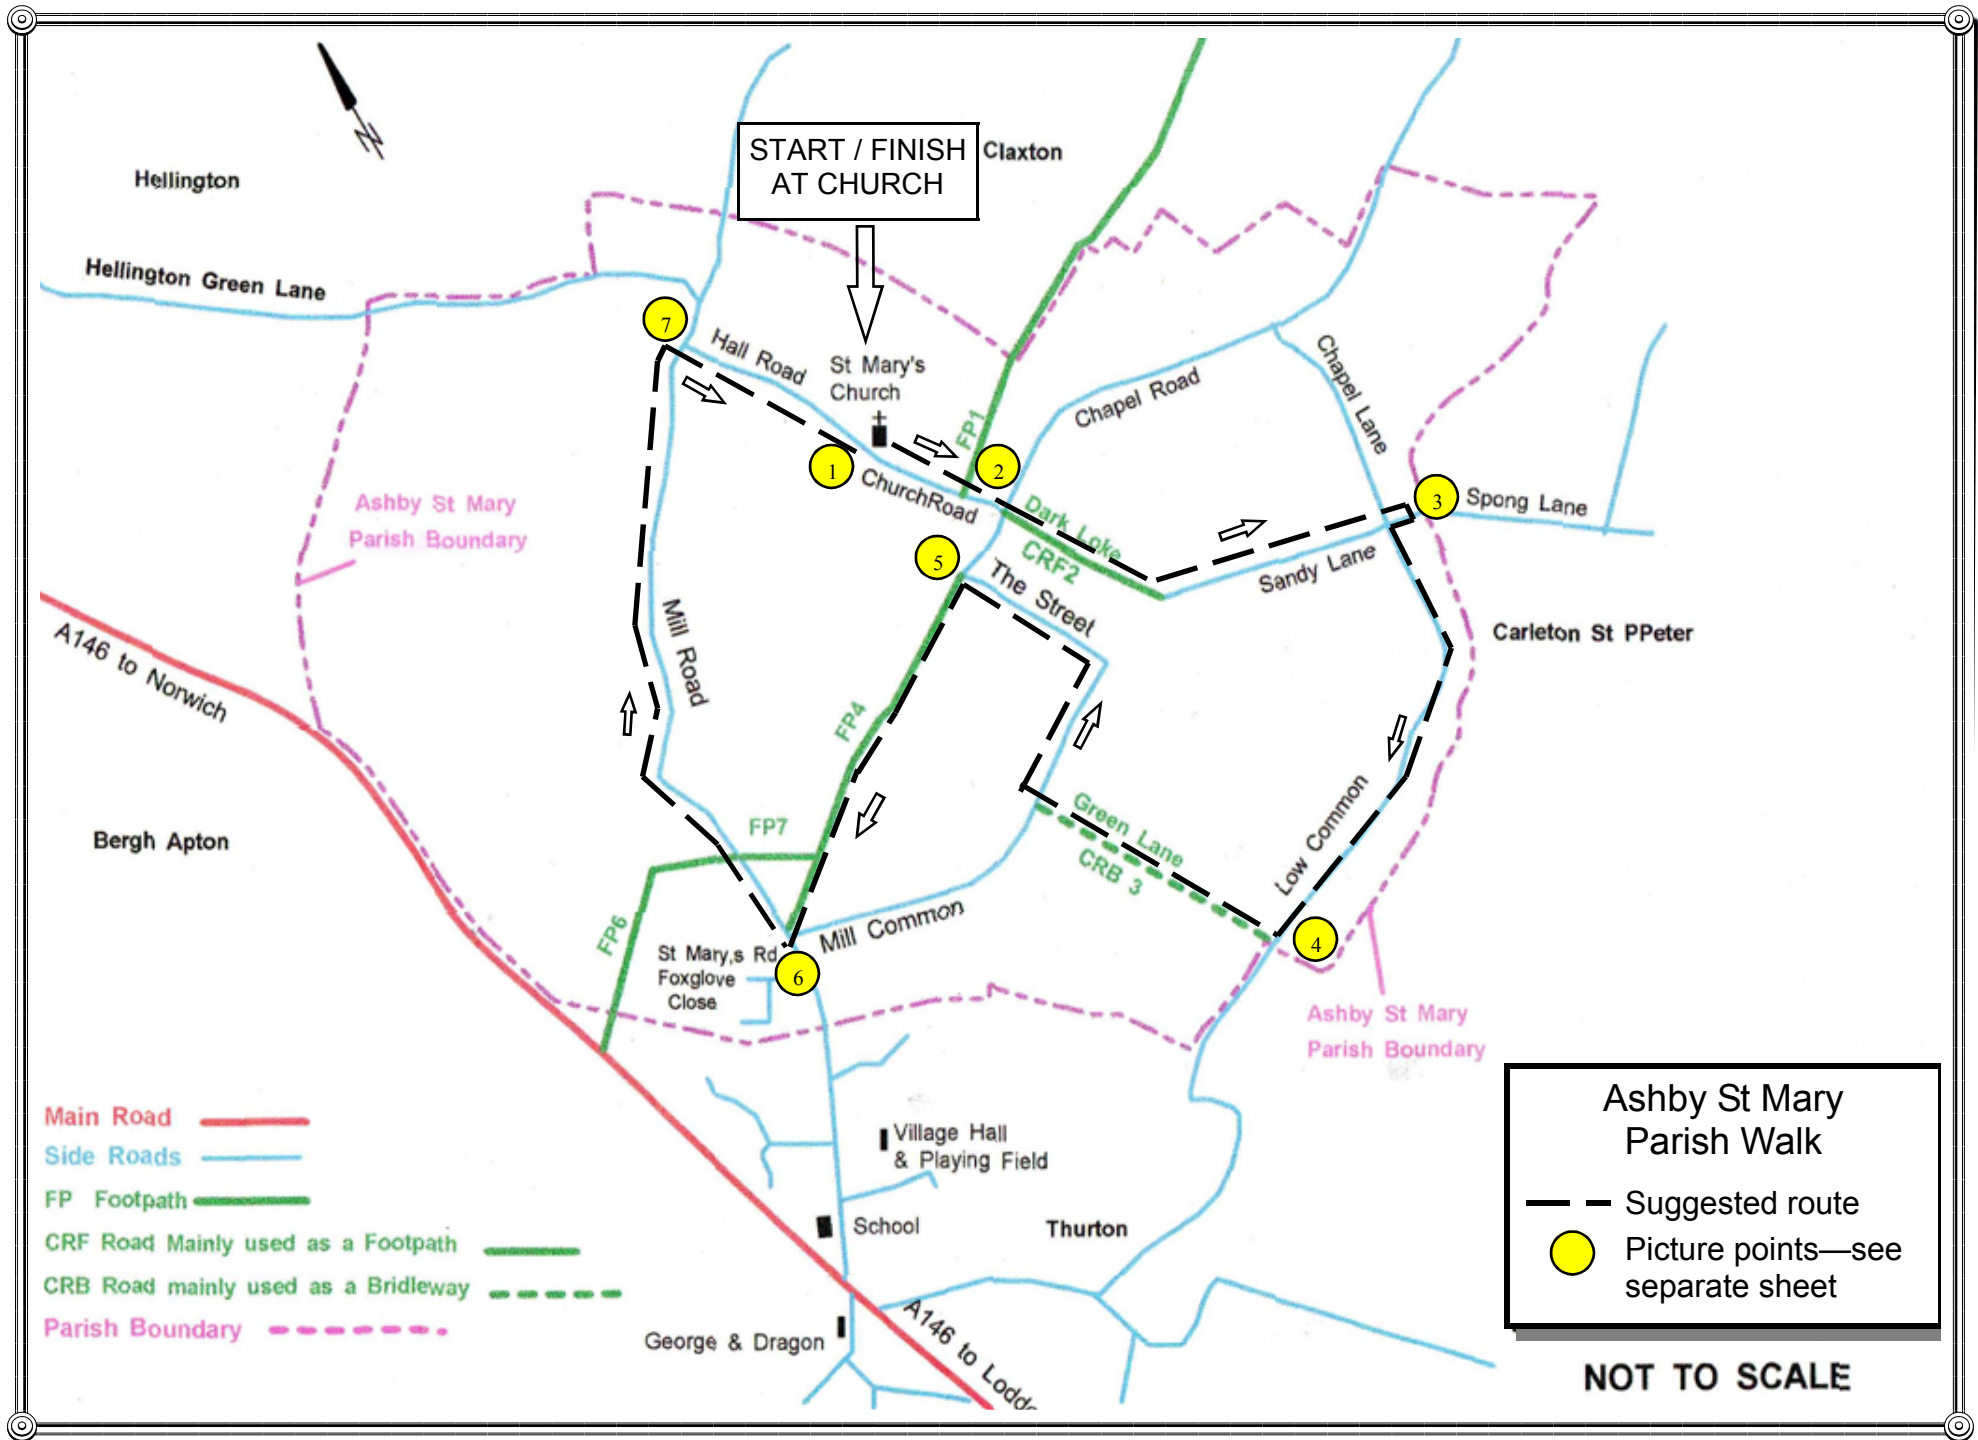 START / FINISH
AT CHURCH
Claxton
N
Hellington
Hellington Green Lane
7
Hall Road
St Mary's
Church
FP1
Chapel Road
Chapel Lane
1
2
ChurchRoad
3
Spong Lane
Dark Loke
CRF2
Sandy Lane
Ashby St Mary
Parish Boundary
5
The Street
Carleton St PPeter
A146 to Norwich
Mill Road
FP4
Green Lane
CRB 3
Low Common
FP7
Bergh Apton
FP6
Mill Common
4
St Mary,s Rd
Foxglove
Close
6
Ashby St Mary
Parish Boundary
Main Road
Side Roads
FP Footpath
CRF Road Mainly used as a Footpath
CRB Road mainly used as a Bridleway
Parish Boundary
Village Hall
& Playing Field
School
Thurton
George & Dragon
A146 to Lodd
Ashby St Mary
Parish Walk
Suggested route
Picture points—see
separate sheet
NOT TO SCALE